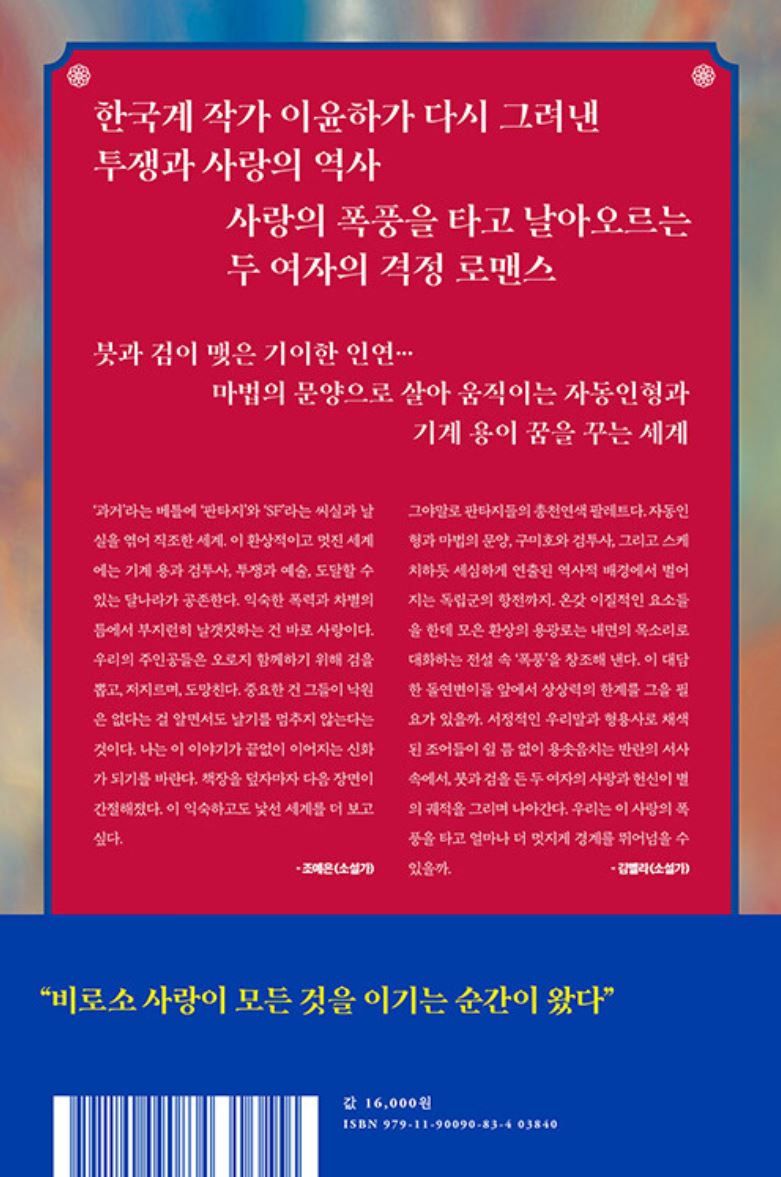 한국계 작가 이윤하가 다시 그려낸
투쟁과 사랑의 역사
사랑의 폭풍을 타고 날아오르는
두 여자의 격정 로맨스
붓과 검이 맺은 기이한 인연…
마법의 문양으로 살아 움직이는 자동인형과
기계 용이 꿈을 꾸는 세계
‘과거’라는 베틀에 ‘판타지’와 ‘SF’라는 씨실과 날
실을 엮어 직조한 세계. 이 환상적이고 멋진 세계
에는 기계 용과 검투사, 투쟁과 예술, 도달할 수
있는 달나라가 공존한다. 익숙한 폭력과 차별의
틈에서 부지런히 날갯짓하는 건 바로 사랑이다.
우리의 주인공들은 오로지 함께하기 위해 검을
뽑고, 저지르며, 도망친다. 중요한 건 그들이 낙원
은 없다는 걸 알면서도 날기를 멈추지 않는다는
것이다. 나는 이 이야기가 끝없이 이어지는 신화
가 되기를 바란다. 책장을 덮자마자 다음 장면이
간절해졌다. 이 익숙하고도 낯선 세계를 더 보고
싶다.
- 조예은(소설가)
그야말로 판타지들의 총천연색 팔레트다. 자동인
형과 마법의 문양, 구미호와 검투사, 그리고 스케
치하듯 세심하게 연출된 역사적 배경에서 벌어
지는 독립군의 항전까지. 온갖 이질적인 요소들
을 한데 모은 환상의 용광로는 내면의 목소리로
대화하는 전설 속 ‘폭풍’을 창조해 낸다. 이 대담
한 돌연변이들 앞에서 상상력의 한계를 그을 필
요가 있을까. 서정적인 우리말과 형용사로 채색
된 조어들이 쉴 틈 없이 용솟음치는 반란의 서사
속에서, 붓과 검을 든 두 여자의 사랑과 헌신이 별
의 궤적을 그리며 나아간다. 우리는 이 사랑의 폭
풍을 타고 얼마나 더 멋지게 경계를 뛰어넘을 수
있을까.
- 김멜라(소설가)
“비로소 사랑이 모든 것을 이기는 순간이 왔다”
값 16,000원
ISBN 979-11-90090-83-4 03840